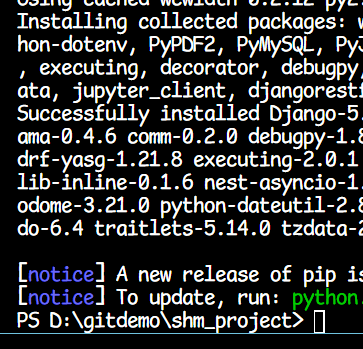 Using cached wcwidth-0.2.12 py2
Installing collected packages:
hon-dotenv, PyPDF2, PyMySQL, PyJ
, executing, decorator, debugpy,
ata, jupyter_client, djangorest
Successfully installed Django-5.
ama-0.4.6 comm-0.2.0 debugpy-1.8
drf-yasg-1.21.8 executing-2.0.1
lib-inline-0.1.6 nest-asyncio-1.
odome-3.21.0 python-dateutil-2.8
do-6.4 traitlets-5.14.0 tzdata-2
[notice] A new release of pip is
[notice] To update, run: python.
PS D:\gitdemo\shm_project>